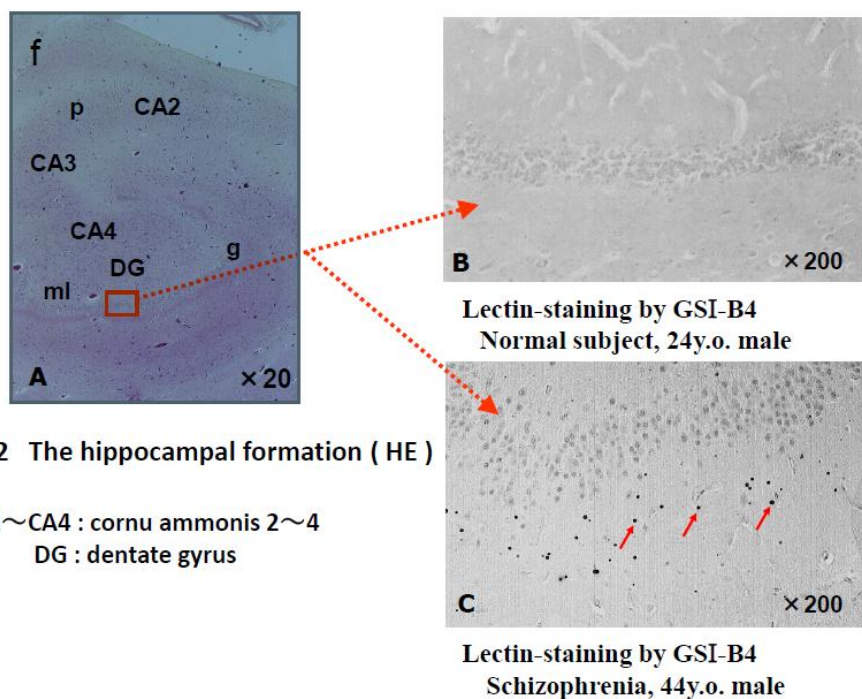 f
p
CA2
CA3
CA4
g
DG
ml
A
×20
B
×200
Lectin-staining by GSI-B4
Normal subject, 24y.o. male
C
×200
Lectin-staining by GSI-B4
Schizophrenia, 44y.o. male
2 The hippocampal formation ( HE )
～CA4 : cornu ammonis 2～4
DG : dentate gyrus